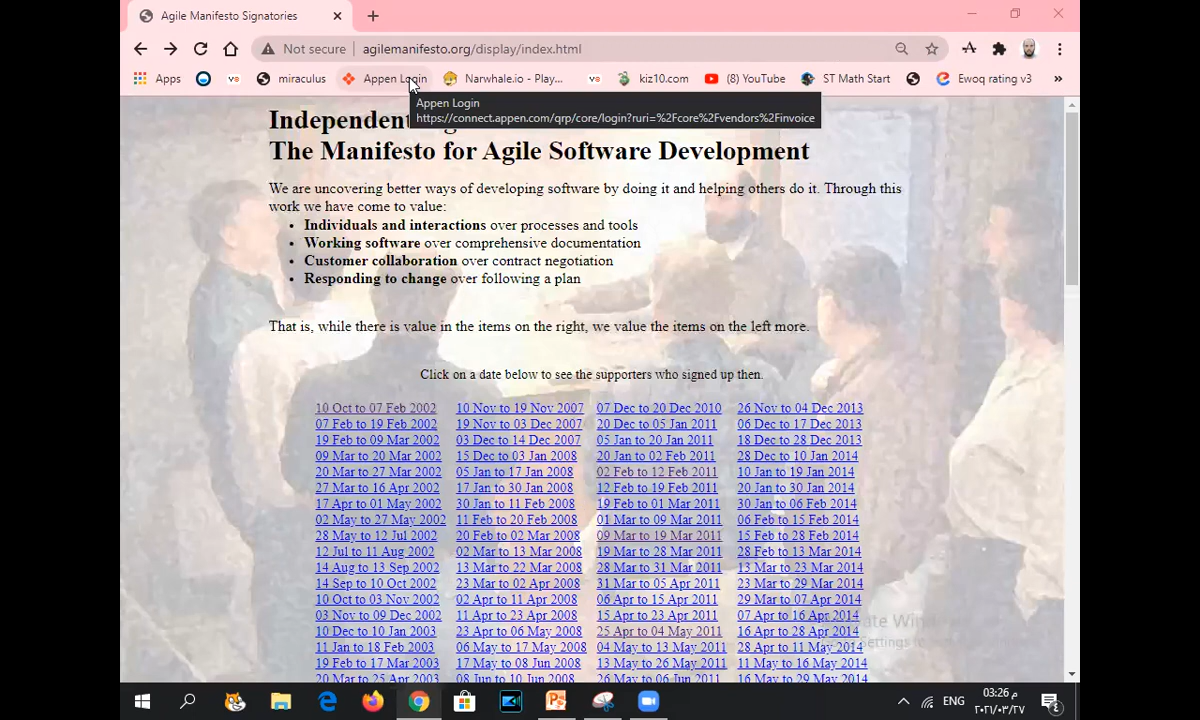 Agile Manifesto Signatories
Not secure agilemanifesto.org/display/index.html
Apps miraculus Appen Login Narwhale.io - Play... kiz10.com (8) YouTube ST Math Start Ewoq rating v3 »
Appen Login
https://connect.appen.com/qrp/core/login?ruri=%2Fcore%2Fvendors%2Finvoice
Independent
The Manifesto for Agile Software Development
We are uncovering better ways of developing software by doing it and helping others do it. Through this
work we have come to value:
• Individuals and interactions over processes and tools
• Working software over comprehensive documentation
• Customer collaboration over contract negotiation
• Responding to change over following a plan
That is, while there is value in the items on the right, we value the items on the left more.
Click on a date below to see the supporters who signed up then.
10 Oct to 07 Feb 2002 10 Nov to 19 Nov 2007 07 Dec to 20 Dec 2010 26 Nov to 04 Dec 2013
07 Feb to 19 Feb 2002 19 Nov to 03 Dec 2007 20 Dec to 05 Jan 2011 06 Dec to 17 Dec 2013
19 Feb to 09 Mar 2002 03 Dec to 14 Dec 2007 05 Jan to 20 Jan 2011 18 Dec to 28 Dec 2013
09 Mar to 20 Mar 2002 15 Dec to 03 Jan 2008 20 Jan to 02 Feb 2011 28 Dec to 10 Jan 2014
20 Mar to 27 Mar 2002 05 Jan to 17 Jan 2008 02 Feb to 12 Feb 2011 10 Jan to 19 Jan 2014
27 Mar to 16 Apr 2002 17 Jan to 30 Jan 2008 12 Feb to 19 Feb 2011 20 Jan to 30 Jan 2014
17 Apr to 01 May 2002 30 Jan to 11 Feb 2008 19 Feb to 01 Mar 2011 30 Jan to 06 Feb 2014
02 May to 27 May 2002 11 Feb to 20 Feb 2008 01 Mar to 09 Mar 2011 06 Feb to 15 Feb 2014
28 May to 12 Jul 2002 20 Feb to 02 Mar 2008 09 Mar to 19 Mar 2011 15 Feb to 28 Feb 2014
12 Jul to 11 Aug 2002 02 Mar to 13 Mar 2008 19 Mar to 28 Mar 2011 28 Feb to 13 Mar 2014
14 Aug to 13 Sep 2002 13 Mar to 22 Mar 2008 28 Mar to 31 Mar 2011 13 Mar to 23 Mar 2014
14 Sep to 10 Oct 2002 23 Mar to 02 Apr 2008 31 Mar to 05 Apr 2011 23 Mar to 29 Mar 2014
10 Oct to 03 Nov 2002 02 Apr to 11 Apr 2008 06 Apr to 15 Apr 2011 29 Mar to 07 Apr 2014
03 Nov to 09 Dec 2002 11 Apr to 23 Apr 2008 15 Apr to 23 Apr 2011 07 Apr to 16 Apr 2014
10 Dec to 10 Jan 2003 23 Apr to 06 May 2008 25 Apr to 04 May 2011 16 Apr to 28 Apr 2014
11 Jan to 18 Feb 2003 06 May to 17 May 2008 04 May to 13 May 2011 28 Apr to 11 May 2014
19 Feb to 17 Mar 2003 17 May to 08 Jun 2008 13 May to 26 May 2011 11 May to 16 May 2014
20 Mar to 25 Apr 2003 08 Jun to 10 Jun 2008 26 May to 06 Jun 2011 16 May to 29 May 2014
ENG
03:26 م
٢٠٢١/٠٣/٢٧